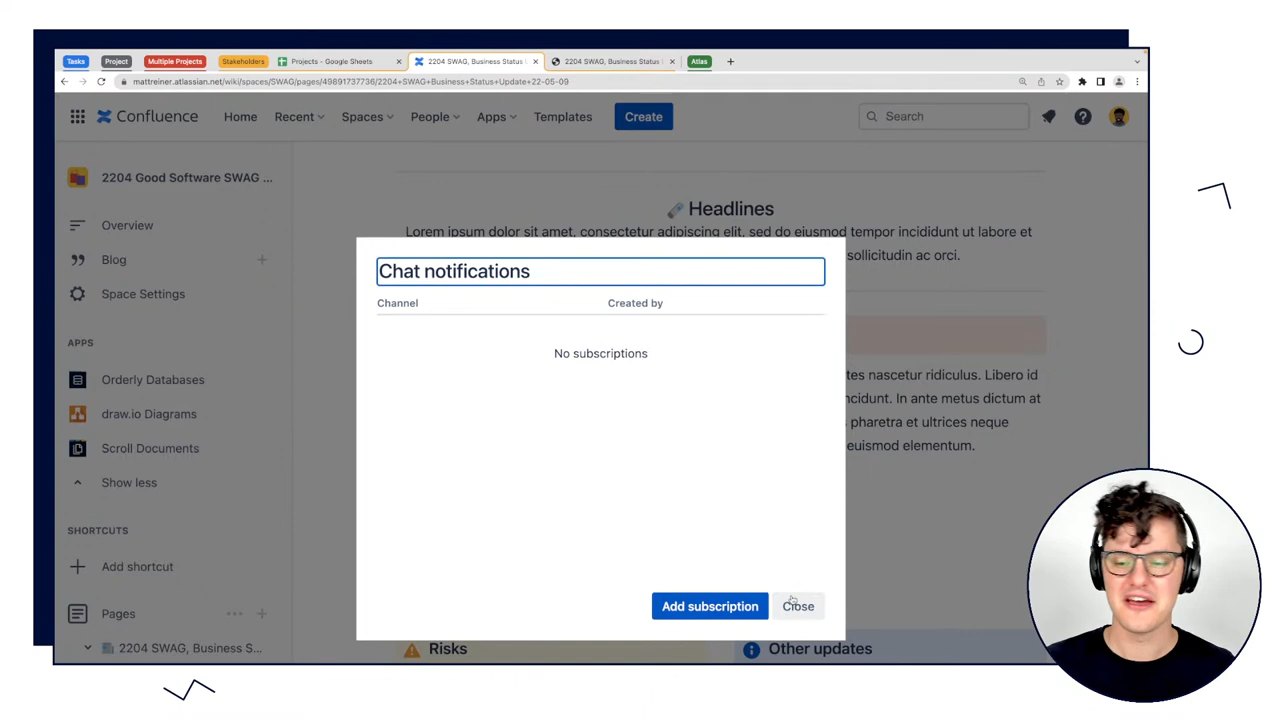 Tasks
Project
Multiple Projects
Stakeholders
Projects - Google Sheets
2204 SWAG, Business Status U
2204 SWAG, Business Status
Atlas
mattreiner.atlassian.net/wiki/spaces/SWAG/pages/49891737736/2204+SWAG+Business+Status+Update+22-05-09
Confluence
Home
Recent
Spaces
People
Apps
Templates
Create
Search
2204 Good Software SWAG ...
Overview
Blog
Space Settings
APPS
Orderly Databases
draw.io Diagrams
Scroll Documents
Show less
SHORTCUTS
Add shortcut
Pages
2204 SWAG, Business S...
Headlines
Lorem ipsum dolor sit amet, consectetur adipiscing elit, sed do eiusmod tempor incididunt ut labore et
sollicitudin ac orci.
tes nascetur ridiculus. Libero id
ncidunt. In ante metus dictum at
pharetra et ultrices neque
euismod elementum.
Chat notifications
Channel
Created by
No subscriptions
Add subscription
Close
Risks
Other updates